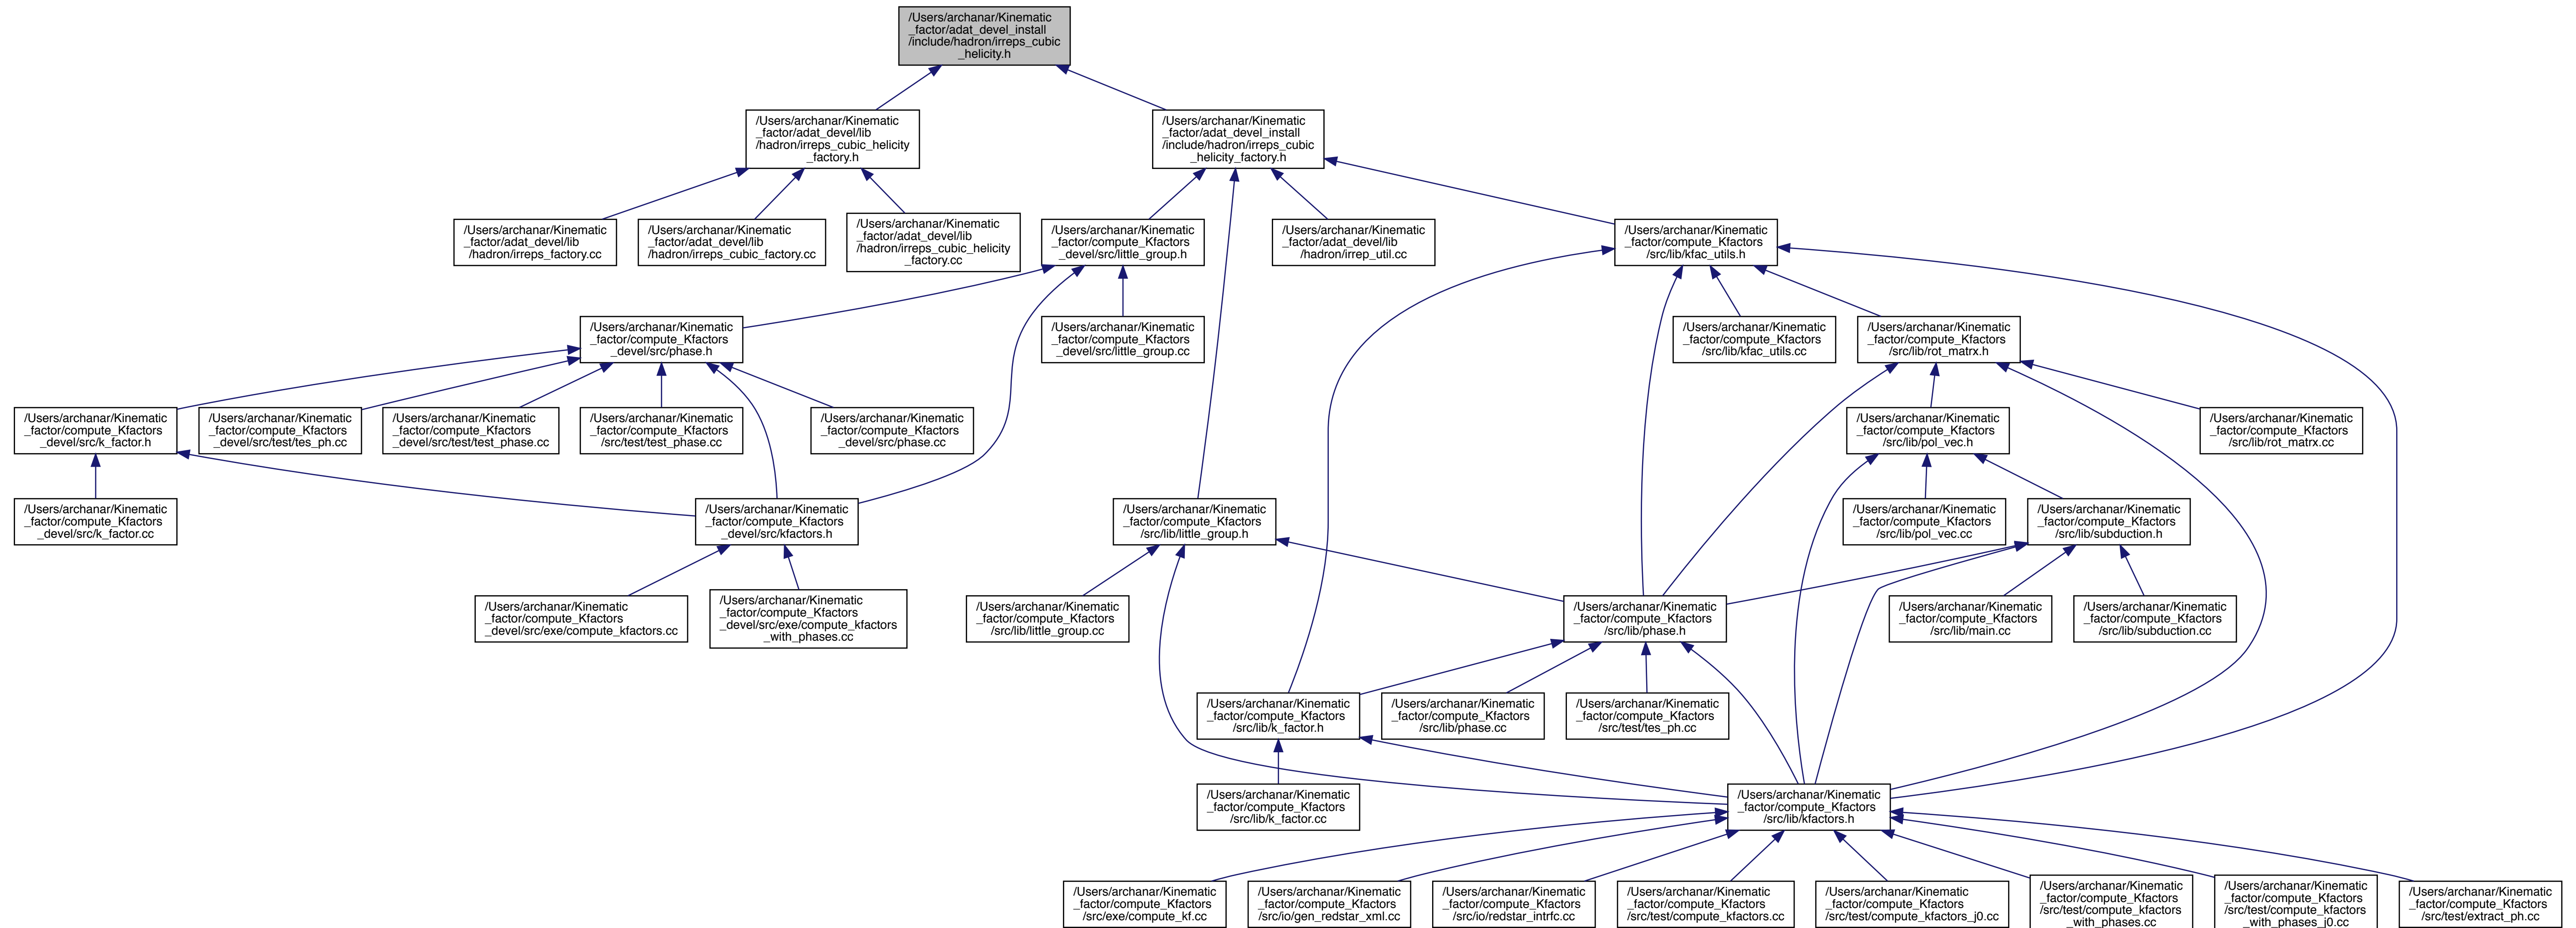 /Users/archanar/Kinematic
_factor/adat_devel_install
/include/hadron/irreps_cubic
_helicity.h
/Users/archanar/Kinematic
_factor/adat_devel/lib
/hadron/irreps_cubic_helicity
_factory.h
/Users/archanar/Kinematic
_factor/adat_devel_install
/include/hadron/irreps_cubic
_helicity_factory.h
/Users/archanar/Kinematic
_factor/adat_devel/lib
/hadron/irreps_factory.cc
/Users/archanar/Kinematic
_factor/adat_devel/lib
/hadron/irreps_cubic_factory.cc
/Users/archanar/Kinematic
_factor/adat_devel/lib
/hadron/irreps_cubic_helicity
_factory.cc
/Users/archanar/Kinematic
_factor/compute_Kfactors
_devel/src/little_group.h
/Users/archanar/Kinematic
_factor/adat_devel/lib
/hadron/irrep_util.cc
/Users/archanar/Kinematic
_factor/compute_Kfactors
/src/lib/kfac_utils.h
/Users/archanar/Kinematic
_factor/compute_Kfactors
_devel/src/phase.h
/Users/archanar/Kinematic
_factor/compute_Kfactors
_devel/src/little_group.cc
/Users/archanar/Kinematic
_factor/compute_Kfactors
/src/lib/kfac_utils.cc
/Users/archanar/Kinematic
_factor/compute_Kfactors
/src/lib/rot_matrx.h
/Users/archanar/Kinematic
_factor/compute_Kfactors
_devel/src/k_factor.h
/Users/archanar/Kinematic
_factor/compute_Kfactors
_devel/src/test/tes_ph.cc
/Users/archanar/Kinematic
_factor/compute_Kfactors
_devel/src/test/test_phase.cc
/Users/archanar/Kinematic
_factor/compute_Kfactors
/src/test/test_phase.cc
/Users/archanar/Kinematic
_factor/compute_Kfactors
_devel/src/phase.cc
/Users/archanar/Kinematic
_factor/compute_Kfactors
/src/lib/pol_vec.h
/Users/archanar/Kinematic
_factor/compute_Kfactors
/src/lib/rot_matrx.cc
/Users/archanar/Kinematic
_factor/compute_Kfactors
_devel/src/k_factor.cc
/Users/archanar/Kinematic
_factor/compute_Kfactors
_devel/src/kfactors.h
/Users/archanar/Kinematic
_factor/compute_Kfactors
/src/lib/little_group.h
/Users/archanar/Kinematic
_factor/compute_Kfactors
/src/lib/pol_vec.cc
/Users/archanar/Kinematic
_factor/compute_Kfactors
/src/lib/subduction.h
/Users/archanar/Kinematic
_factor/compute_Kfactors
_devel/src/exe/compute_kfactors.cc
/Users/archanar/Kinematic
_factor/compute_Kfactors
_devel/src/exe/compute_kfactors
_with_phases.cc
/Users/archanar/Kinematic
_factor/compute_Kfactors
/src/lib/little_group.cc
/Users/archanar/Kinematic
_factor/compute_Kfactors
/src/lib/phase.h
/Users/archanar/Kinematic
_factor/compute_Kfactors
/src/lib/main.cc
/Users/archanar/Kinematic
_factor/compute_Kfactors
/src/lib/subduction.cc
/Users/archanar/Kinematic
_factor/compute_Kfactors
/src/lib/k_factor.h
/Users/archanar/Kinematic
_factor/compute_Kfactors
/src/lib/phase.cc
/Users/archanar/Kinematic
_factor/compute_Kfactors
/src/test/tes_ph.cc
/Users/archanar/Kinematic
_factor/compute_Kfactors
/src/lib/k_factor.cc
/Users/archanar/Kinematic
_factor/compute_Kfactors
/src/lib/kfactors.h
/Users/archanar/Kinematic
_factor/compute_Kfactors
/src/exe/compute_kf.cc
/Users/archanar/Kinematic
_factor/compute_Kfactors
/src/io/gen_redstar_xml.cc
/Users/archanar/Kinematic
_factor/compute_Kfactors
/src/io/redstar_intrfc.cc
/Users/archanar/Kinematic
_factor/compute_Kfactors
/src/test/compute_kfactors.cc
/Users/archanar/Kinematic
_factor/compute_Kfactors
/src/test/compute_kfactors_j0.cc
/Users/archanar/Kinematic
_factor/compute_Kfactors
/src/test/compute_kfactors
_with_phases.cc
/Users/archanar/Kinematic
_factor/compute_Kfactors
/src/test/compute_kfactors
_with_phases_j0.cc
/Users/archanar/Kinematic
_factor/compute_Kfactors
/src/test/extract_ph.cc